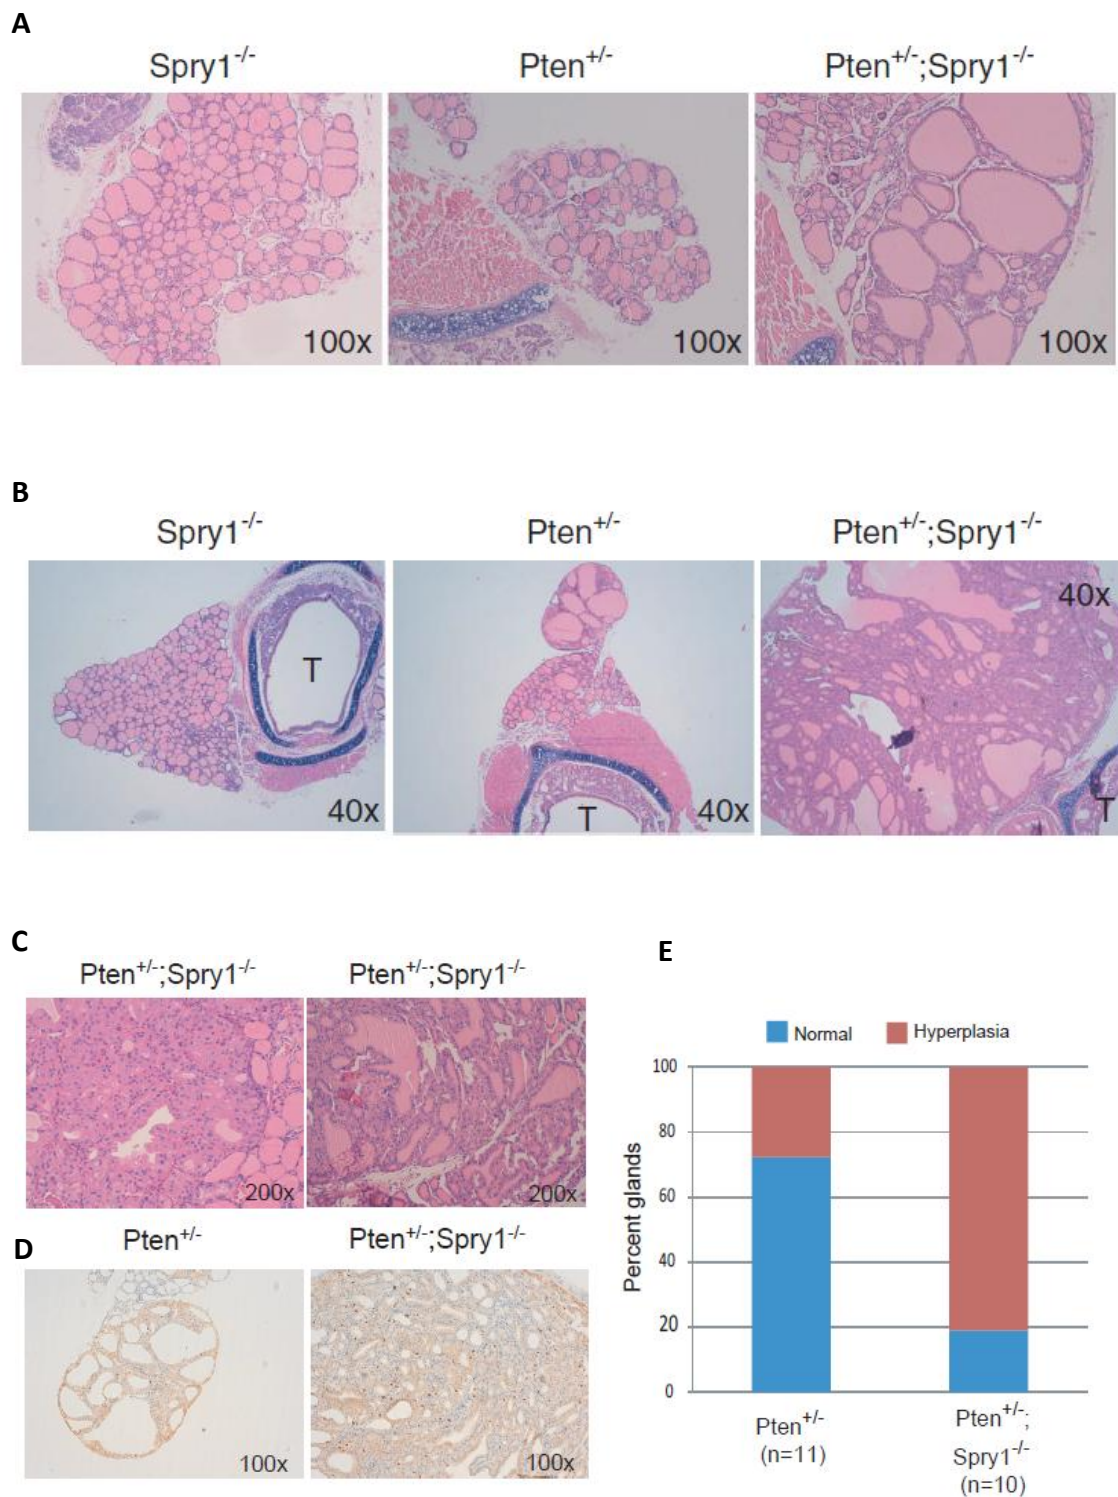 A
Spry1-/-
Pten+/-
Pten+/-;Spry1-/-
100x
100x
100x
B
Spry1-/-
Pten+/-
Pten+/-;Spry1-/-
T
40x
T
40x
40x
T
C
Pten+/-;Spry1-/-
Pten+/-;Spry1-/-
200x
200x
D
Pten+/-
Pten+/-;Spry1-/-
100x
100x
E
Normal
Hyperplasia
Percent glands
100
80
60
40
20
0
Pten+/-
(n=11)
Pten+/-;
Spry1-/-
(n=10)